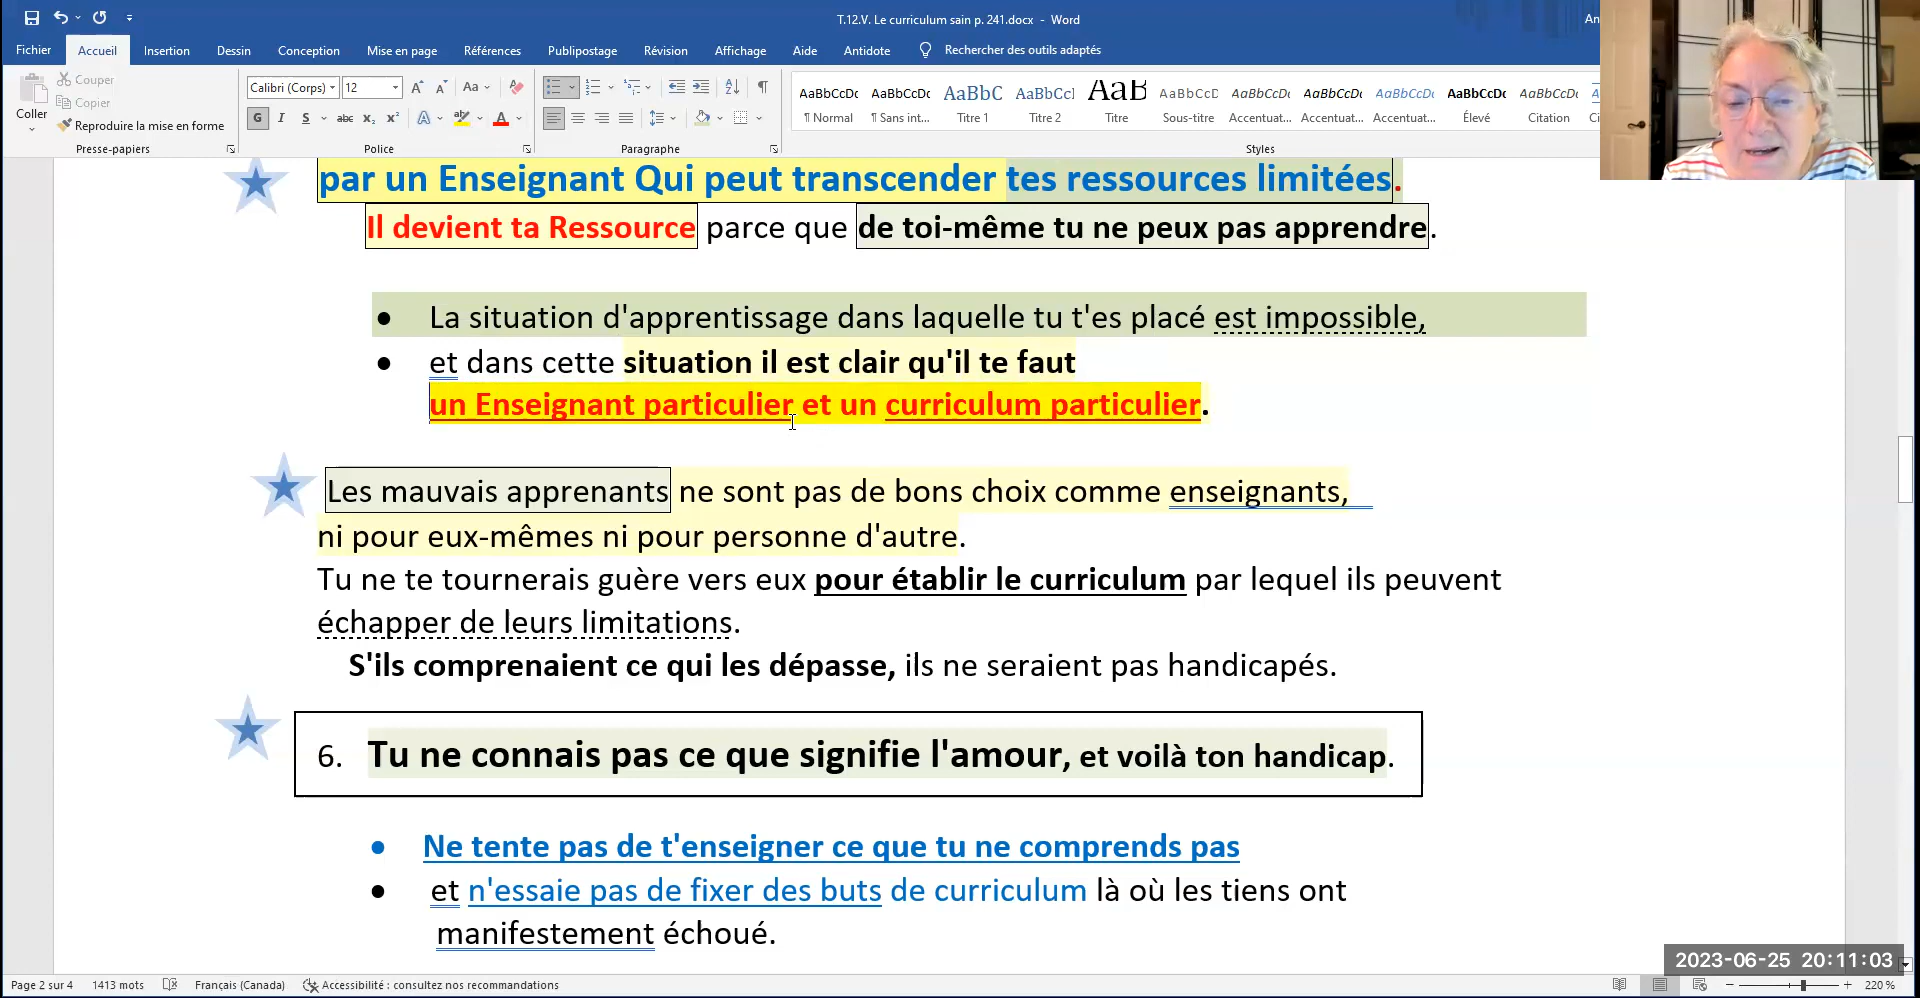 T.12.V. Le curriculum sain p. 241.docx - Word
An
Fichier Accueil Insertion Dessin Conception Mise en page Références Publipostage Révision Affichage Aide Antidote Rechercher des outils adaptés
Coller
Couper
Copier
Reproduire la mise en forme
Presse-papiers
Calibri (Corps) 12
Aa
G I S abc x₂ x² A A
Police
Paragraphe
AaBbCcDc AaBbCcDc AaBbC AaBbCcI AaB AaBbCcD AaBbCcDc AaBbCcDc AaBbCcDc AaBbCcDc AaBbCcDc
¶ Normal ¶ Sans int... Titre 1 Titre 2 Titre Sous-titre Accentuat... Accentuat... Accentuat... Élevé Citation
Styles
par un Enseignant Qui peut transcender tes ressources limitées.
Il devient ta Ressource parce que de toi-même tu ne peux pas apprendre.
● La situation d'apprentissage dans laquelle tu t'es placé est impossible,
● et dans cette situation il est clair qu'il te faut
un Enseignant particulier et un curriculum particulier.
Les mauvais apprenants ne sont pas de bons choix comme enseignants,
ni pour eux-mêmes ni pour personne d'autre.
Tu ne te tournerais guère vers eux pour établir le curriculum par lequel ils peuvent
échapper de leurs limitations.
S'ils comprenaient ce qui les dépasse, ils ne seraient pas handicapés.
6. Tu ne connais pas ce que signifie l'amour, et voilà ton handicap.
● Ne tente pas de t'enseigner ce que tu ne comprends pas
● et n'essaie pas de fixer des buts de curriculum là où les tiens ont
manifestement échoué.
2023-06-25 20:11:03
Page 2 sur 4 1413 mots Français (Canada) Accessibilité : consultez nos recommandations 220 %